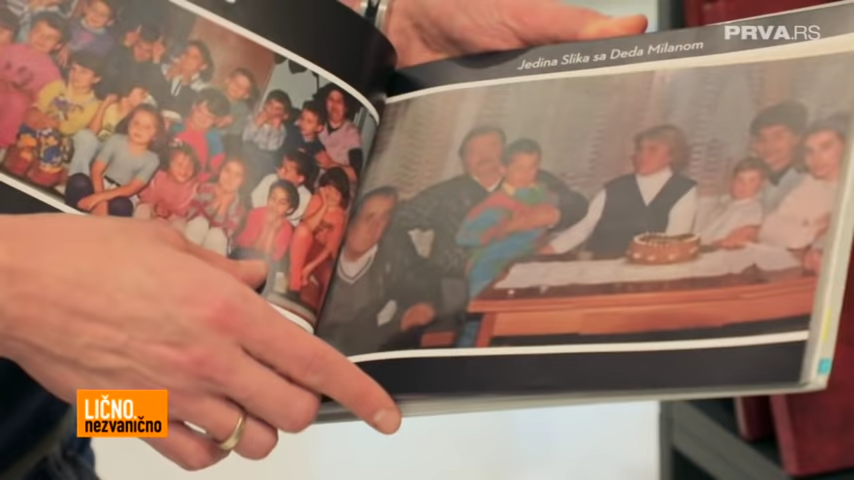 PRVA.RS
Jedina Slika sa Deda Milanom
LIČNO,
nezvanično